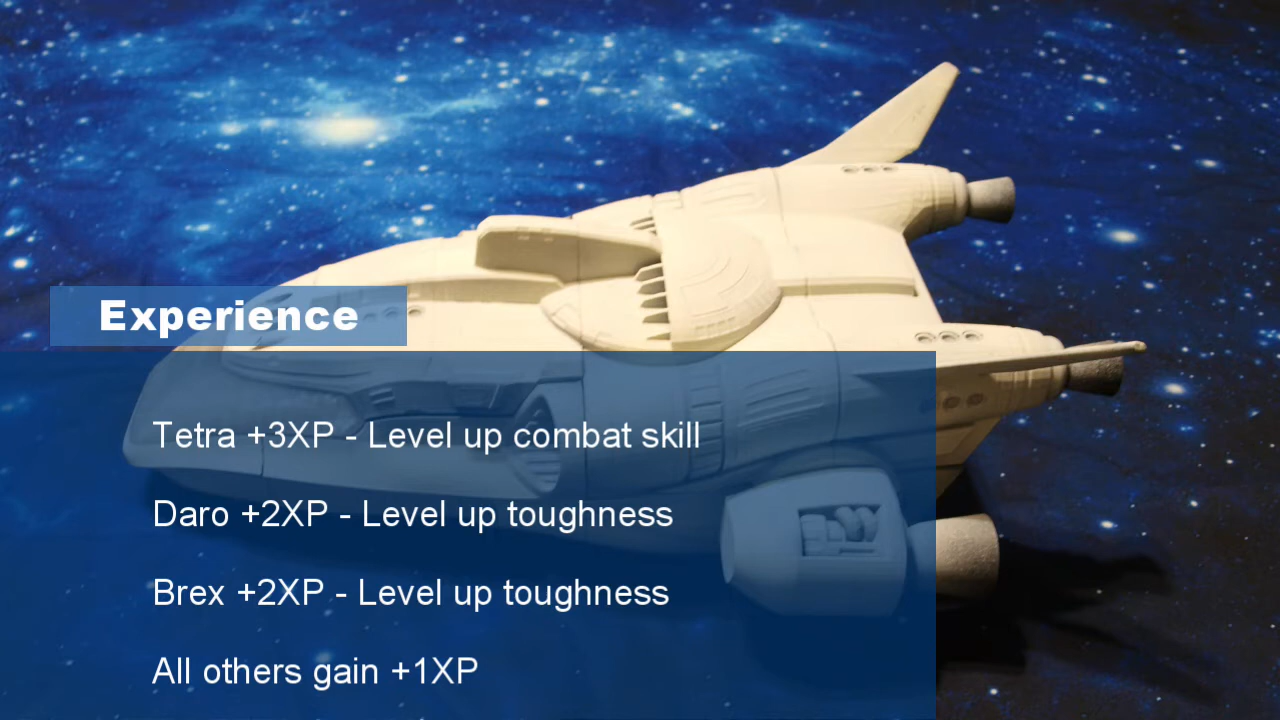 Experience
Tetra +3XP - Level up combat skill
Daro +2XP - Level up toughness
Brex +2XP - Level up toughness
All others gain +1XP